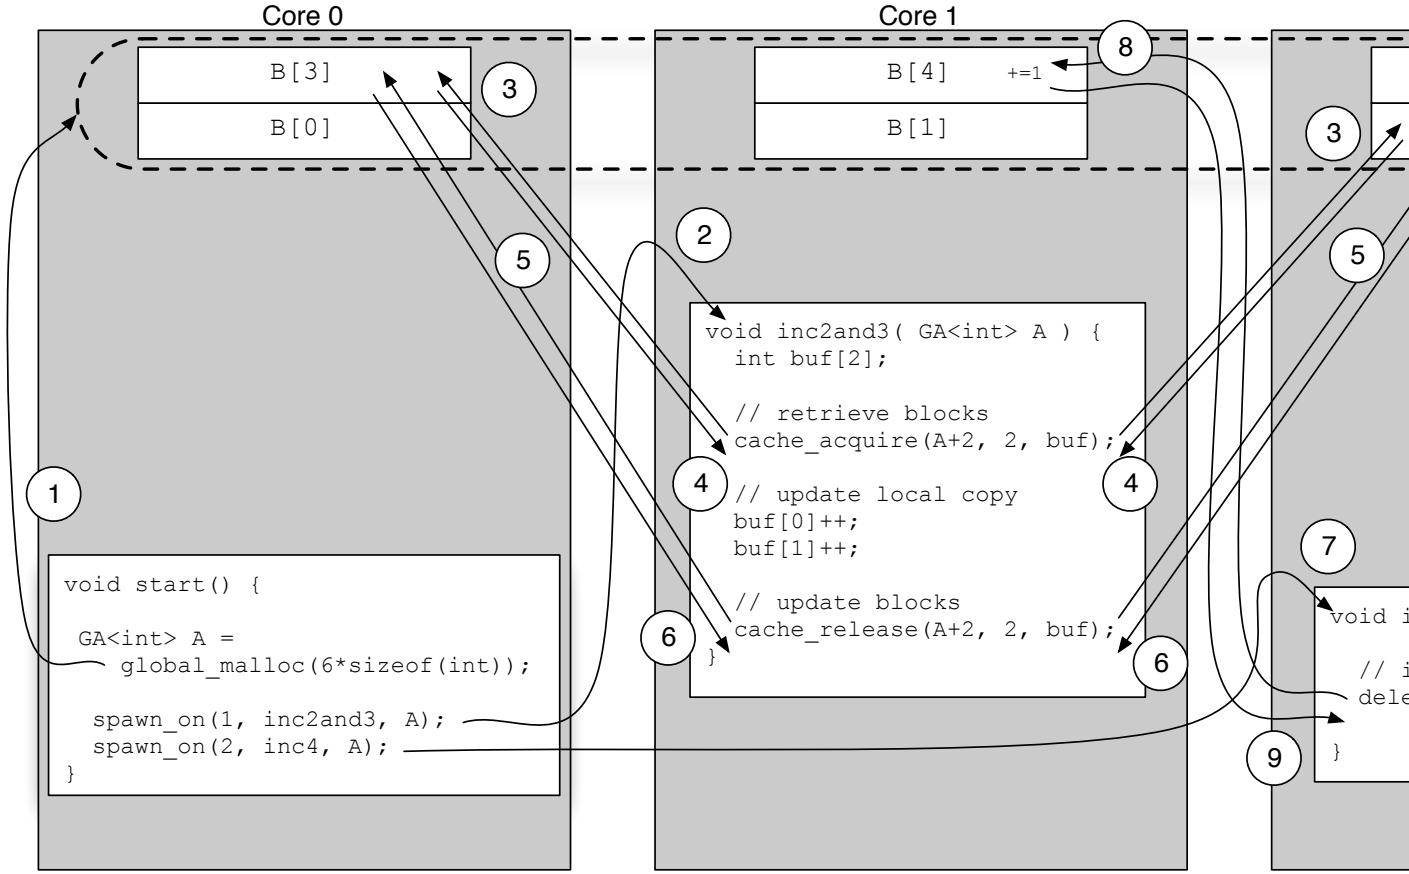 Core 0
Core 1
B[3]
B[0]
3
B[4] +=1
B[1]
8
3
2
5
5
void inc2and3( GA<int> A ) {
int buf[2];
// retrieve blocks
cache_acquire(A+2, 2, buf);
4
4
// update local copy
buf[0]++;
buf[1]++;
// update blocks
cache_release(A+2, 2, buf);
}
6
6
1
void start() {
GA<int> A =
global_malloc(6*sizeof(int));
spawn_on(1, inc2and3, A);
spawn_on(2, inc4, A);
}
7
void i
//
dele
}
9